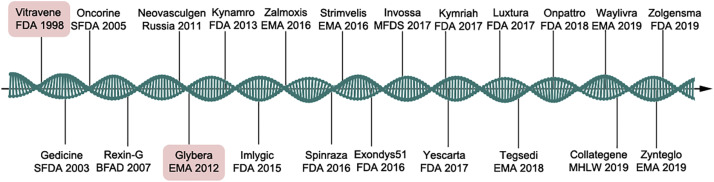 Vitravene
FDA 1998
Oncorine
SFDA 2005
Neovasculgen
Russia 2011
Kynamro
FDA 2013
Zalmoxis
EMA 2016
Strimvelis
EMA 2016
Invossa
MFDS 2017
Kymriah
FDA 2017
Luxtura
FDA 2017
Onpattro
FDA 2018
Waylivra
EMA 2019
Zolgensma
FDA 2019
Gedicine
SFDA 2003
Rexin-G
BFAD 2007
Glybera
EMA 2012
Imlygic
FDA 2015
Spinraza
FDA 2016
Exondys51
FDA 2016
Yescarta
FDA 2017
Tegsedi
EMA 2018
Collategene
MHLW 2019
Zynteglo
EMA 2019